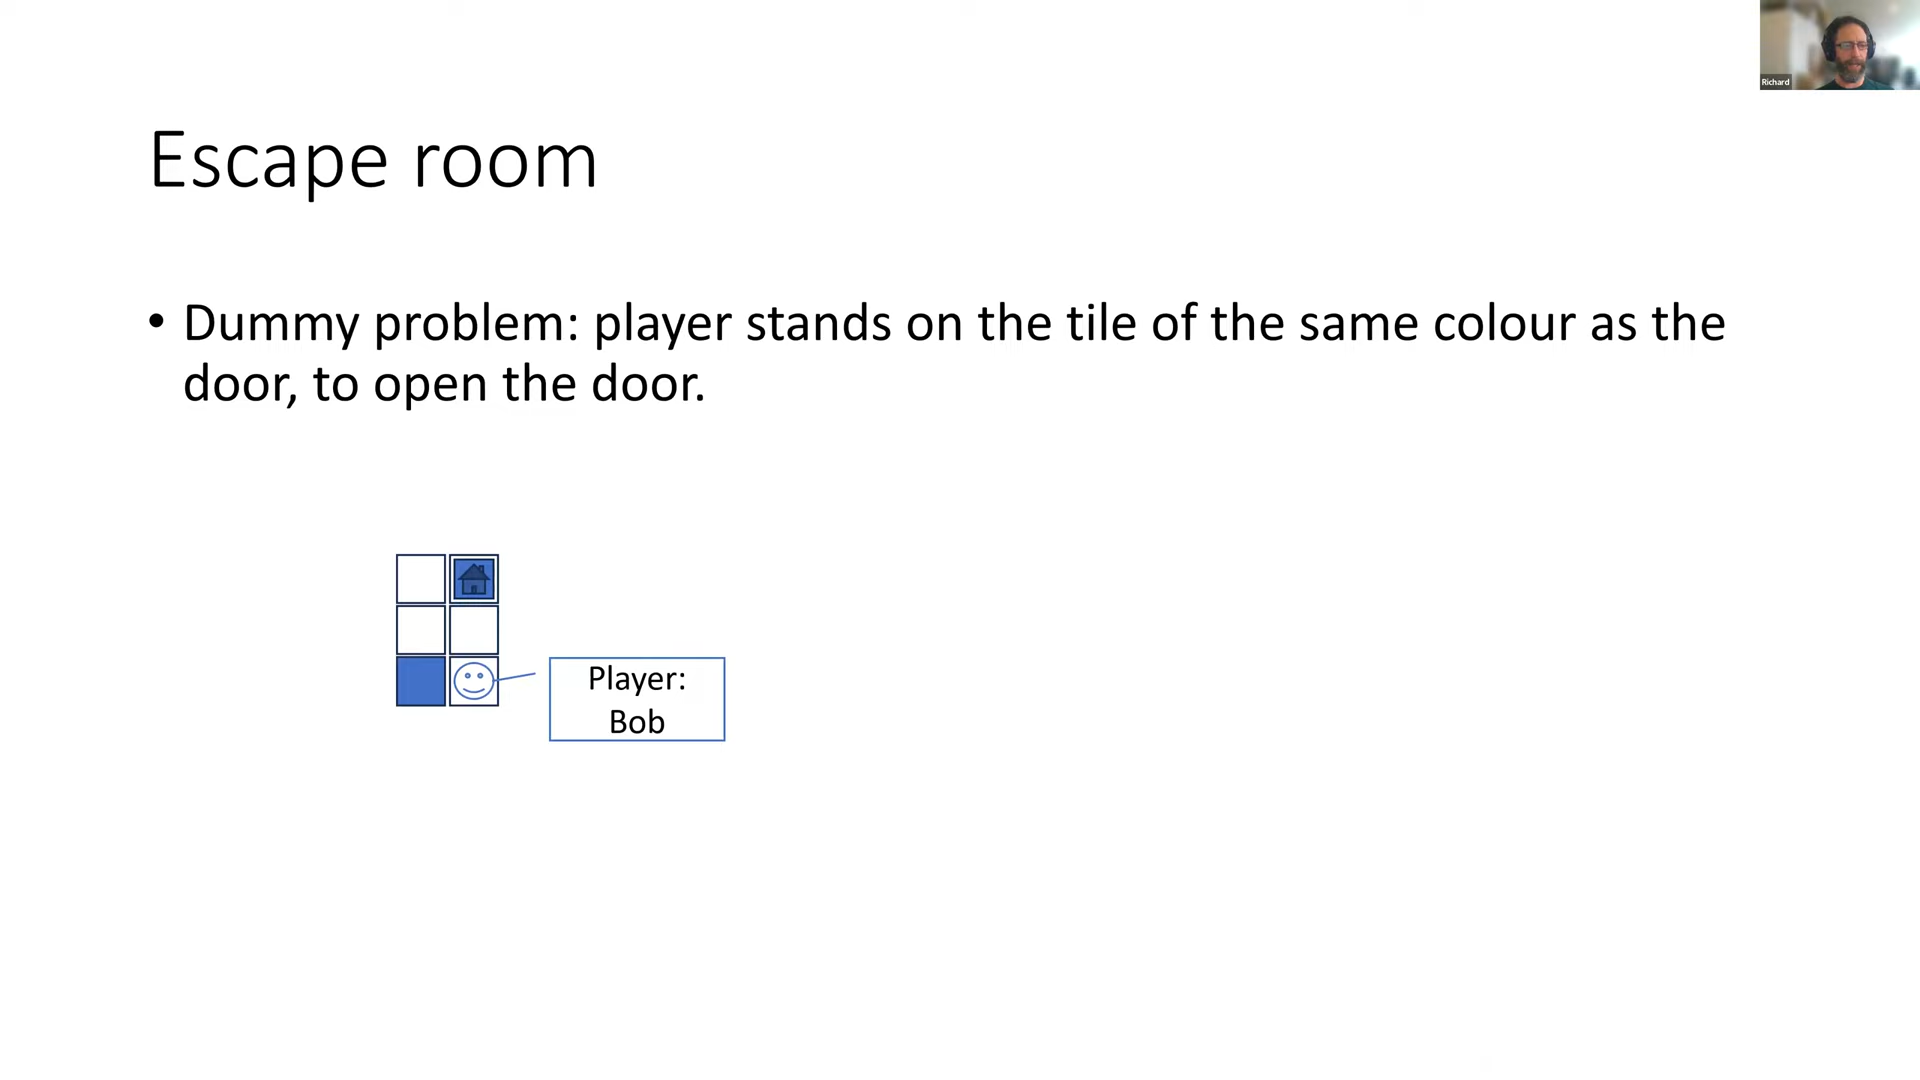 Richard
Escape room
• Dummy problem: player stands on the tile of the same colour as the
door, to open the door.
Player:
Bob